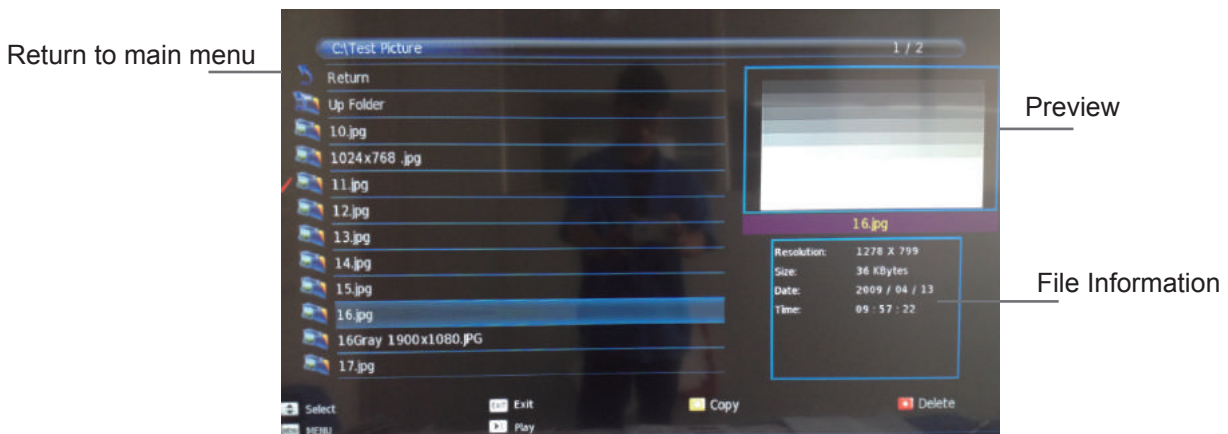 Return to main menu
Preview
File Information
C:\Test Picture 1 / 2
Return
Up Folder
10.jpg
1024x768 .jpg
11.jpg
12.jpg
13.jpg
14.jpg
15.jpg
16.jpg
16Gray 1900x1080.JPG
17.jpg
16.jpg
Resolution: 1278 X 799
Size: 36 KBytes
Date: 2009 / 04 / 13
Time: 09 : 57 : 22
Select EXIT Exit Copy Delete
MENU MENU Play